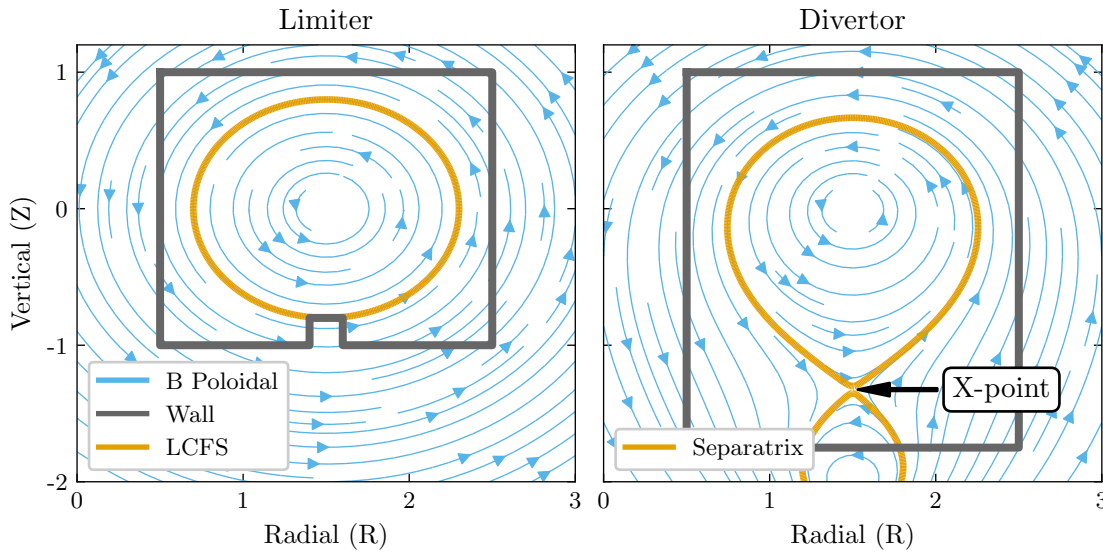 Limiter
Divertor
Vertical (Z)
1
0
-1
-2
B Poloidal
Wall
LCFS
0
1
2
3
Radial (R)
X-point
Separatrix
0
1
2
3
Radial (R)